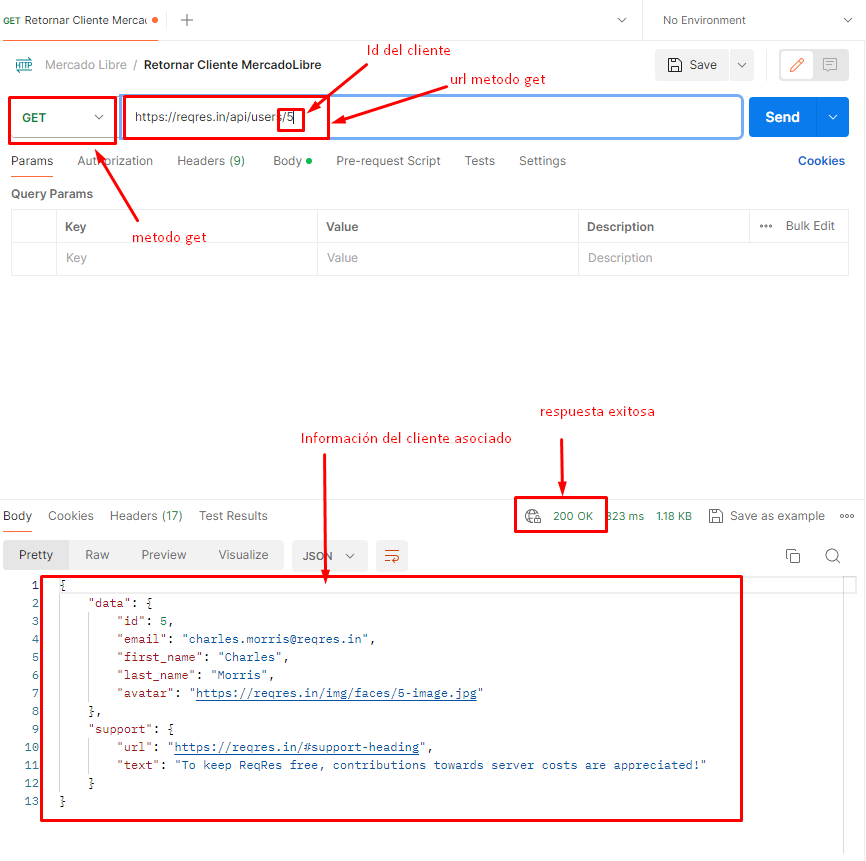 GET Retornar Cliente Mercac
No Environment
Mercado Libre / Retornar Cliente MercadoLibre
Id del cliente
Save
url metodo get
GET
https://reqres.in/api/users/5
Send
Params Authorization Headers (9) Body Pre-request Script Tests Settings Cookies
Query Params
Key Value Description ••• Bulk Edit
metodo get
Key Value Description
respuesta exitosa
Información del cliente asociado
Body Cookies Headers (17) Test Results 200 OK 323 ms 1.18 KB Save as example
Pretty Raw Preview Visualize JSON
1 {
2 "data": {
3 "id": 5,
4 "email": "charles.morris@reqres.in",
5 "first_name": "Charles",
6 "last_name": "Morris",
7 "avatar": "https://reqres.in/img/faces/5-image.jpg"
8 },
9 "support": {
10 "url": "https://reqres.in/#support-heading",
11 "text": "To keep ReqRes free, contributions towards server costs are appreciated!"
12 }
13 }